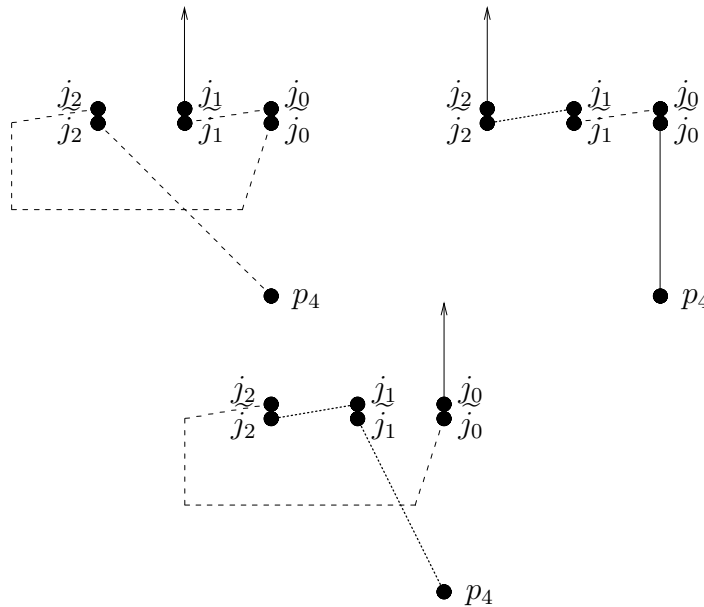 j₂ j₁ j₀ j₂ j₁ j₀
j̃₂ j̃₁ j̃₀ j̃₂ j̃₁ j̃₀
p₄ p₄
j₂ j₁ j₀
j̃₂ j̃₁ j̃₀
p₄